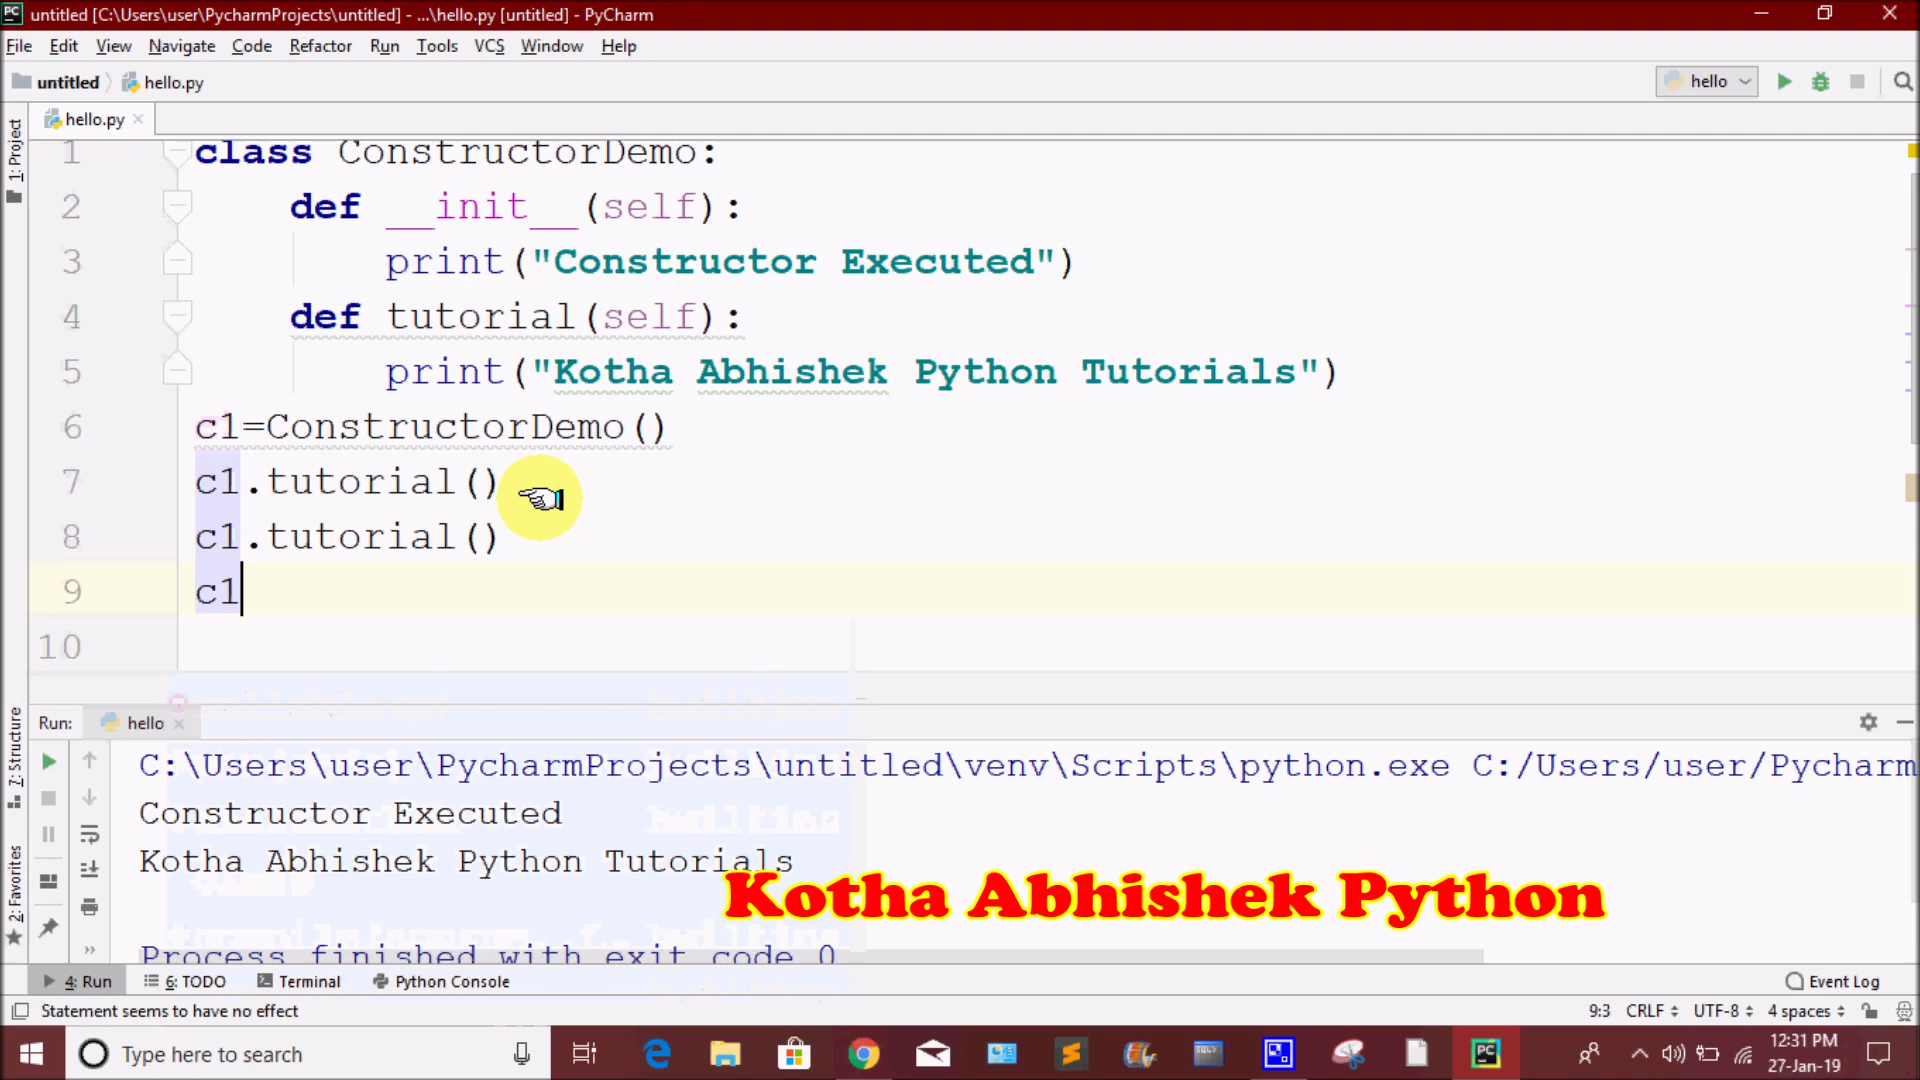 untitled [C:\Users\user\PycharmProjects\untitled] - ...\hello.py [untitled] - PyCharm
File Edit View Navigate Code Refactor Run Tools VCS Window Help
untitled hello.py hello
hello.py
1: Project
1 class ConstructorDemo:
2 def __init__(self):
3 print("Constructor Executed")
4 def tutorial(self):
5 print("Kotha Abhishek Python Tutorials")
6 c1=ConstructorDemo()
7 c1.tutorial()
8 c1.tutorial()
9 c1
10
7: Structure
2: Favorites
Run: hello
C:\Users\user\PycharmProjects\untitled\venv\Scripts\python.exe C:/Users/user/Pycharm
Constructor Executed
Kotha Abhishek Python Tutorials
Kotha Abhishek Python
Process finished with exit code 0
4: Run 6: TODO Terminal Python Console Event Log
Statement seems to have no effect 9:3 CRLF UTF-8 4 spaces
Type here to search 12:31 PM
27-Jan-19